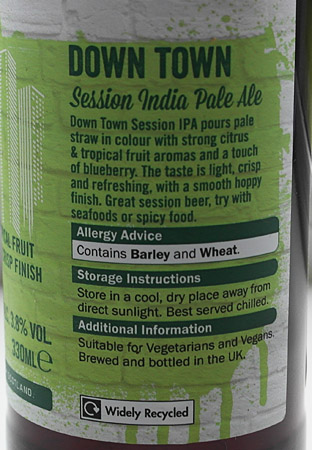 DOWN TOWN
Session India Pale Ale
Down Town Session IPA pours pale
straw in colour with strong citrus
& tropical fruit aromas and a touch
of blueberry. The taste is light, crisp
and refreshing, with a smooth hoppy
finish. Great session beer, try with
seafoods or spicy food.
Allergy Advice
Contains Barley and Wheat.
Storage Instructions
Store in a cool, dry place away from
direct sunlight. Best served chilled.
Additional Information
Suitable for Vegetarians and Vegans.
Brewed and bottled in the UK.
Widely Recycled
FRUIT
FINISH
3.8% VOL
330ML e